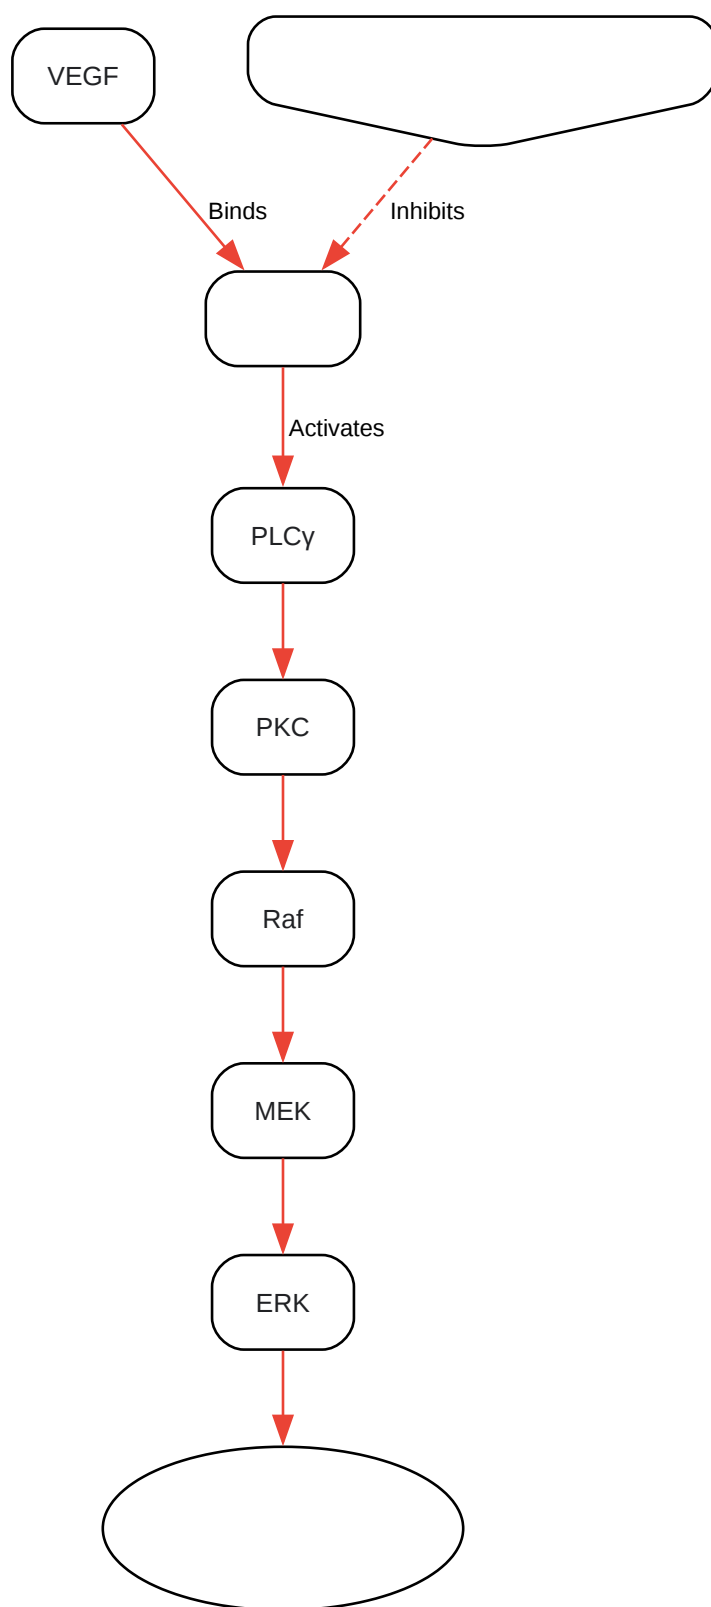 VEGF
Binds
Inhibits
Activates
PLCγ
PKC
Raf
MEK
ERK